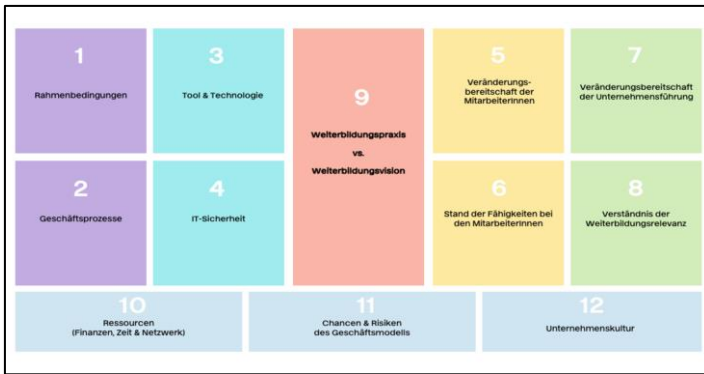 1
Rahmenbedingungen
3
Tool & Technologie
9
Weiterbildungspraxis
vs.
Weiterbildungsvision
5
Veränderungs-
bereitschaft der
MitarbeiterInnen
7
Veränderungsbereitschaft
der Unternehmensführung
2
Geschäftsprozesse
4
IT-Sicherheit
6
Stand der Fähigkeiten bei
den MitarbeiterInnen
8
Verständnis der
Weiterbildungsrelevanz
10
Ressourcen
(Finanzen, Zeit & Netzwerk)
11
Chancen & Risiken
des Geschäftsmodells
12
Unternehmenskultur